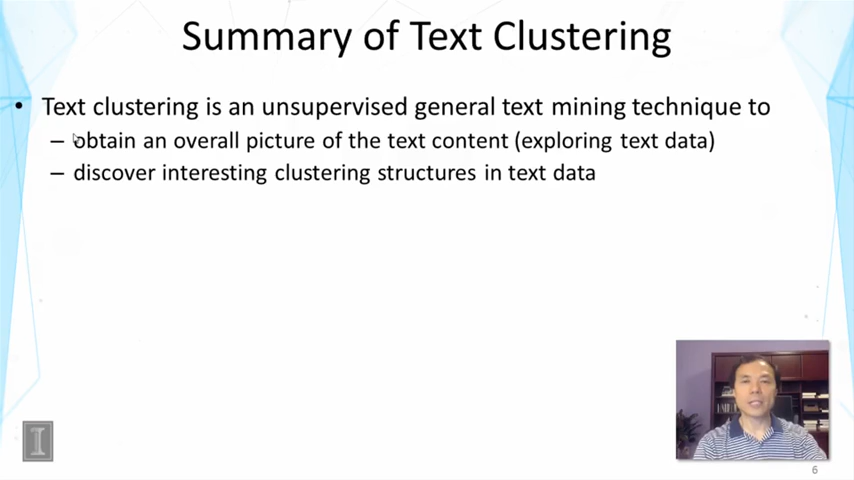 Summary of Text Clustering
• Text clustering is an unsupervised general text mining technique to
– obtain an overall picture of the text content (exploring text data)
– discover interesting clustering structures in text data
I
6